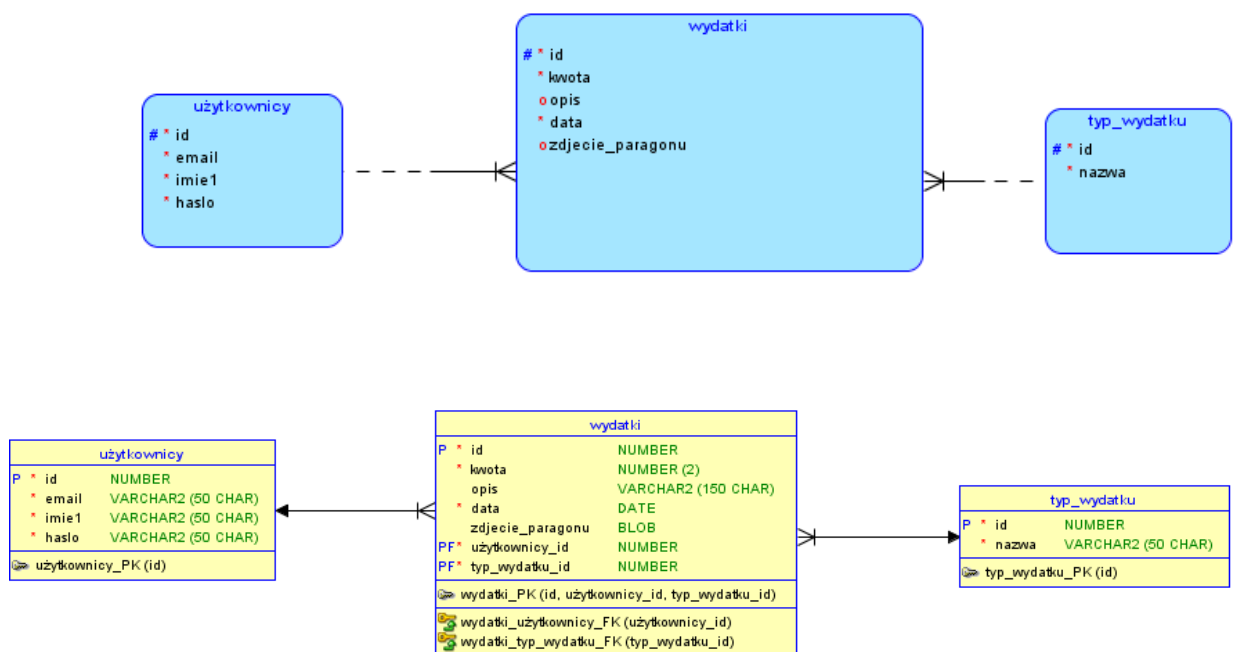 wydatki
# * id
* kwota
o opis
* data
o zdjecie_paragonu
użytkownicy
# * id
* email
* imie1
* haslo
typ_wydatku
# * id
* nazwa
użytkownicy
P * id NUMBER
* email VARCHAR2 (50 CHAR)
* imie1 VARCHAR2 (50 CHAR)
* haslo VARCHAR2 (50 CHAR)
użytkownicy_PK (id)
wydatki
P * id NUMBER
* kwota NUMBER (2)
opis VARCHAR2 (150 CHAR)
* data DATE
zdjecie_paragonu BLOB
PF* użytkownicy_id NUMBER
PF* typ_wydatku_id NUMBER
wydatki_PK (id, użytkownicy_id, typ_wydatku_id)
wydatki_użytkownicy_FK (użytkownicy_id)
wydatki_typ_wydatku_FK (typ_wydatku_id)
typ_wydatku
P * id NUMBER
* nazwa VARCHAR2 (50 CHAR)
typ_wydatku_PK (id)